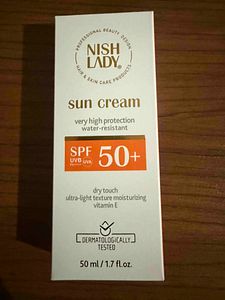 PROFESSIONAL BEAUTY DESIGN
NISH
LADY®
HAIR & SKIN CARE PRODUCTS
sun cream
very high protection
water-resistant
SPF
UVB UVA
50+
dry touch
ultra-light texture moisturizing
vitamin E
DERMATOLOGICALLY
TESTED
50 ml / 1.7 fl.oz.